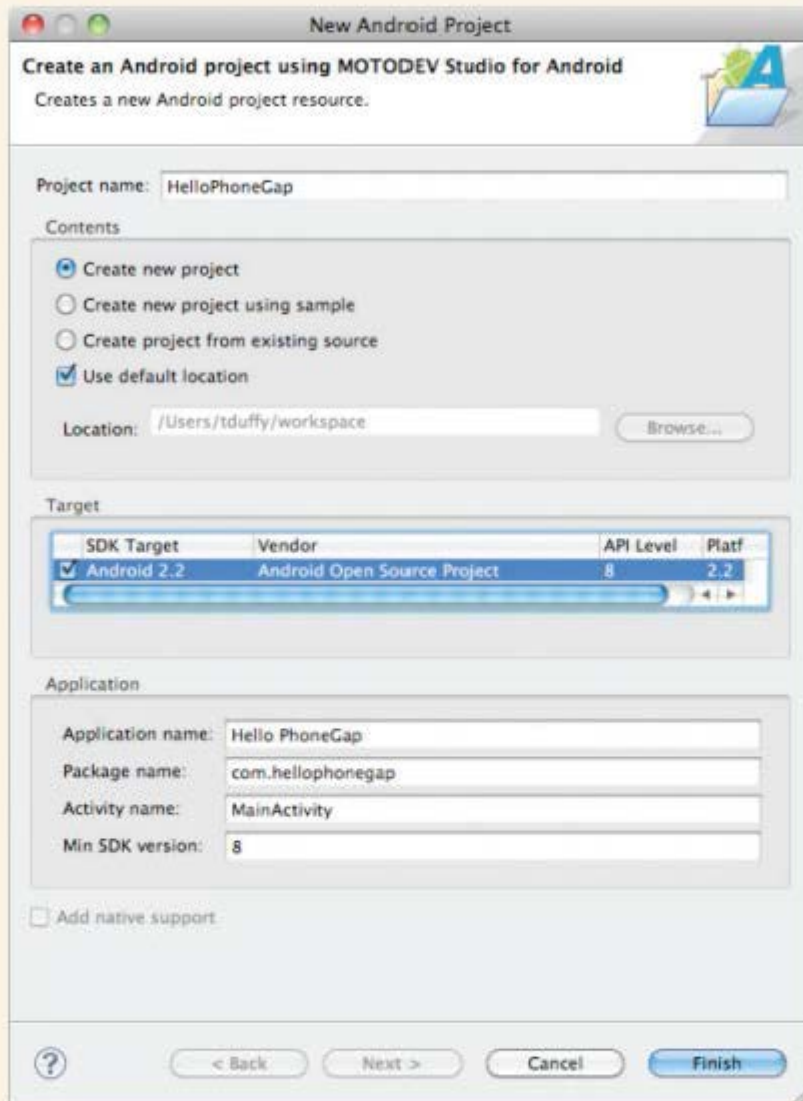 New Android Project
Create an Android project using MOTODEV Studio for Android
Creates a new Android project resource.
A
Project name: HelloPhoneGap
Contents
Create new project
Create new project using sample
Create project from existing source
Use default location
Location: /Users/tduffy/workspace Browse...
Target
SDK Target Vendor API Level Platf
Android 2.2 Android Open Source Project 8 2.2
Application
Application name: Hello PhoneGap
Package name: com.hellophonegap
Activity name: MainActivity
Min SDK version: 8
Add native support
? < Back Next > Cancel Finish